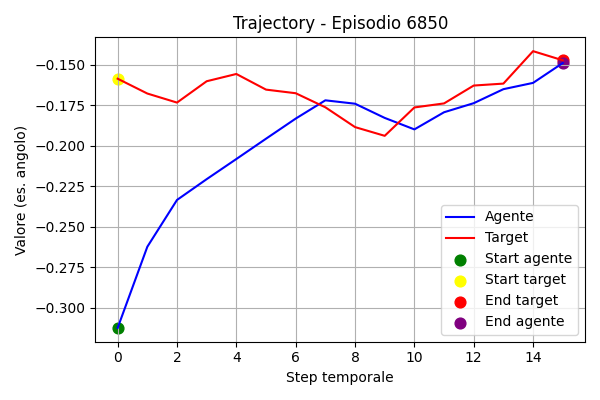 Trajectory - Episodio 6850
Valore (es. angolo)
−0.150
−0.175
−0.200
−0.225
−0.250
−0.275
−0.300
Agente
Target
Start agente
Start target
End target
End agente
0 2 4 6 8 10 12 14
Step temporale